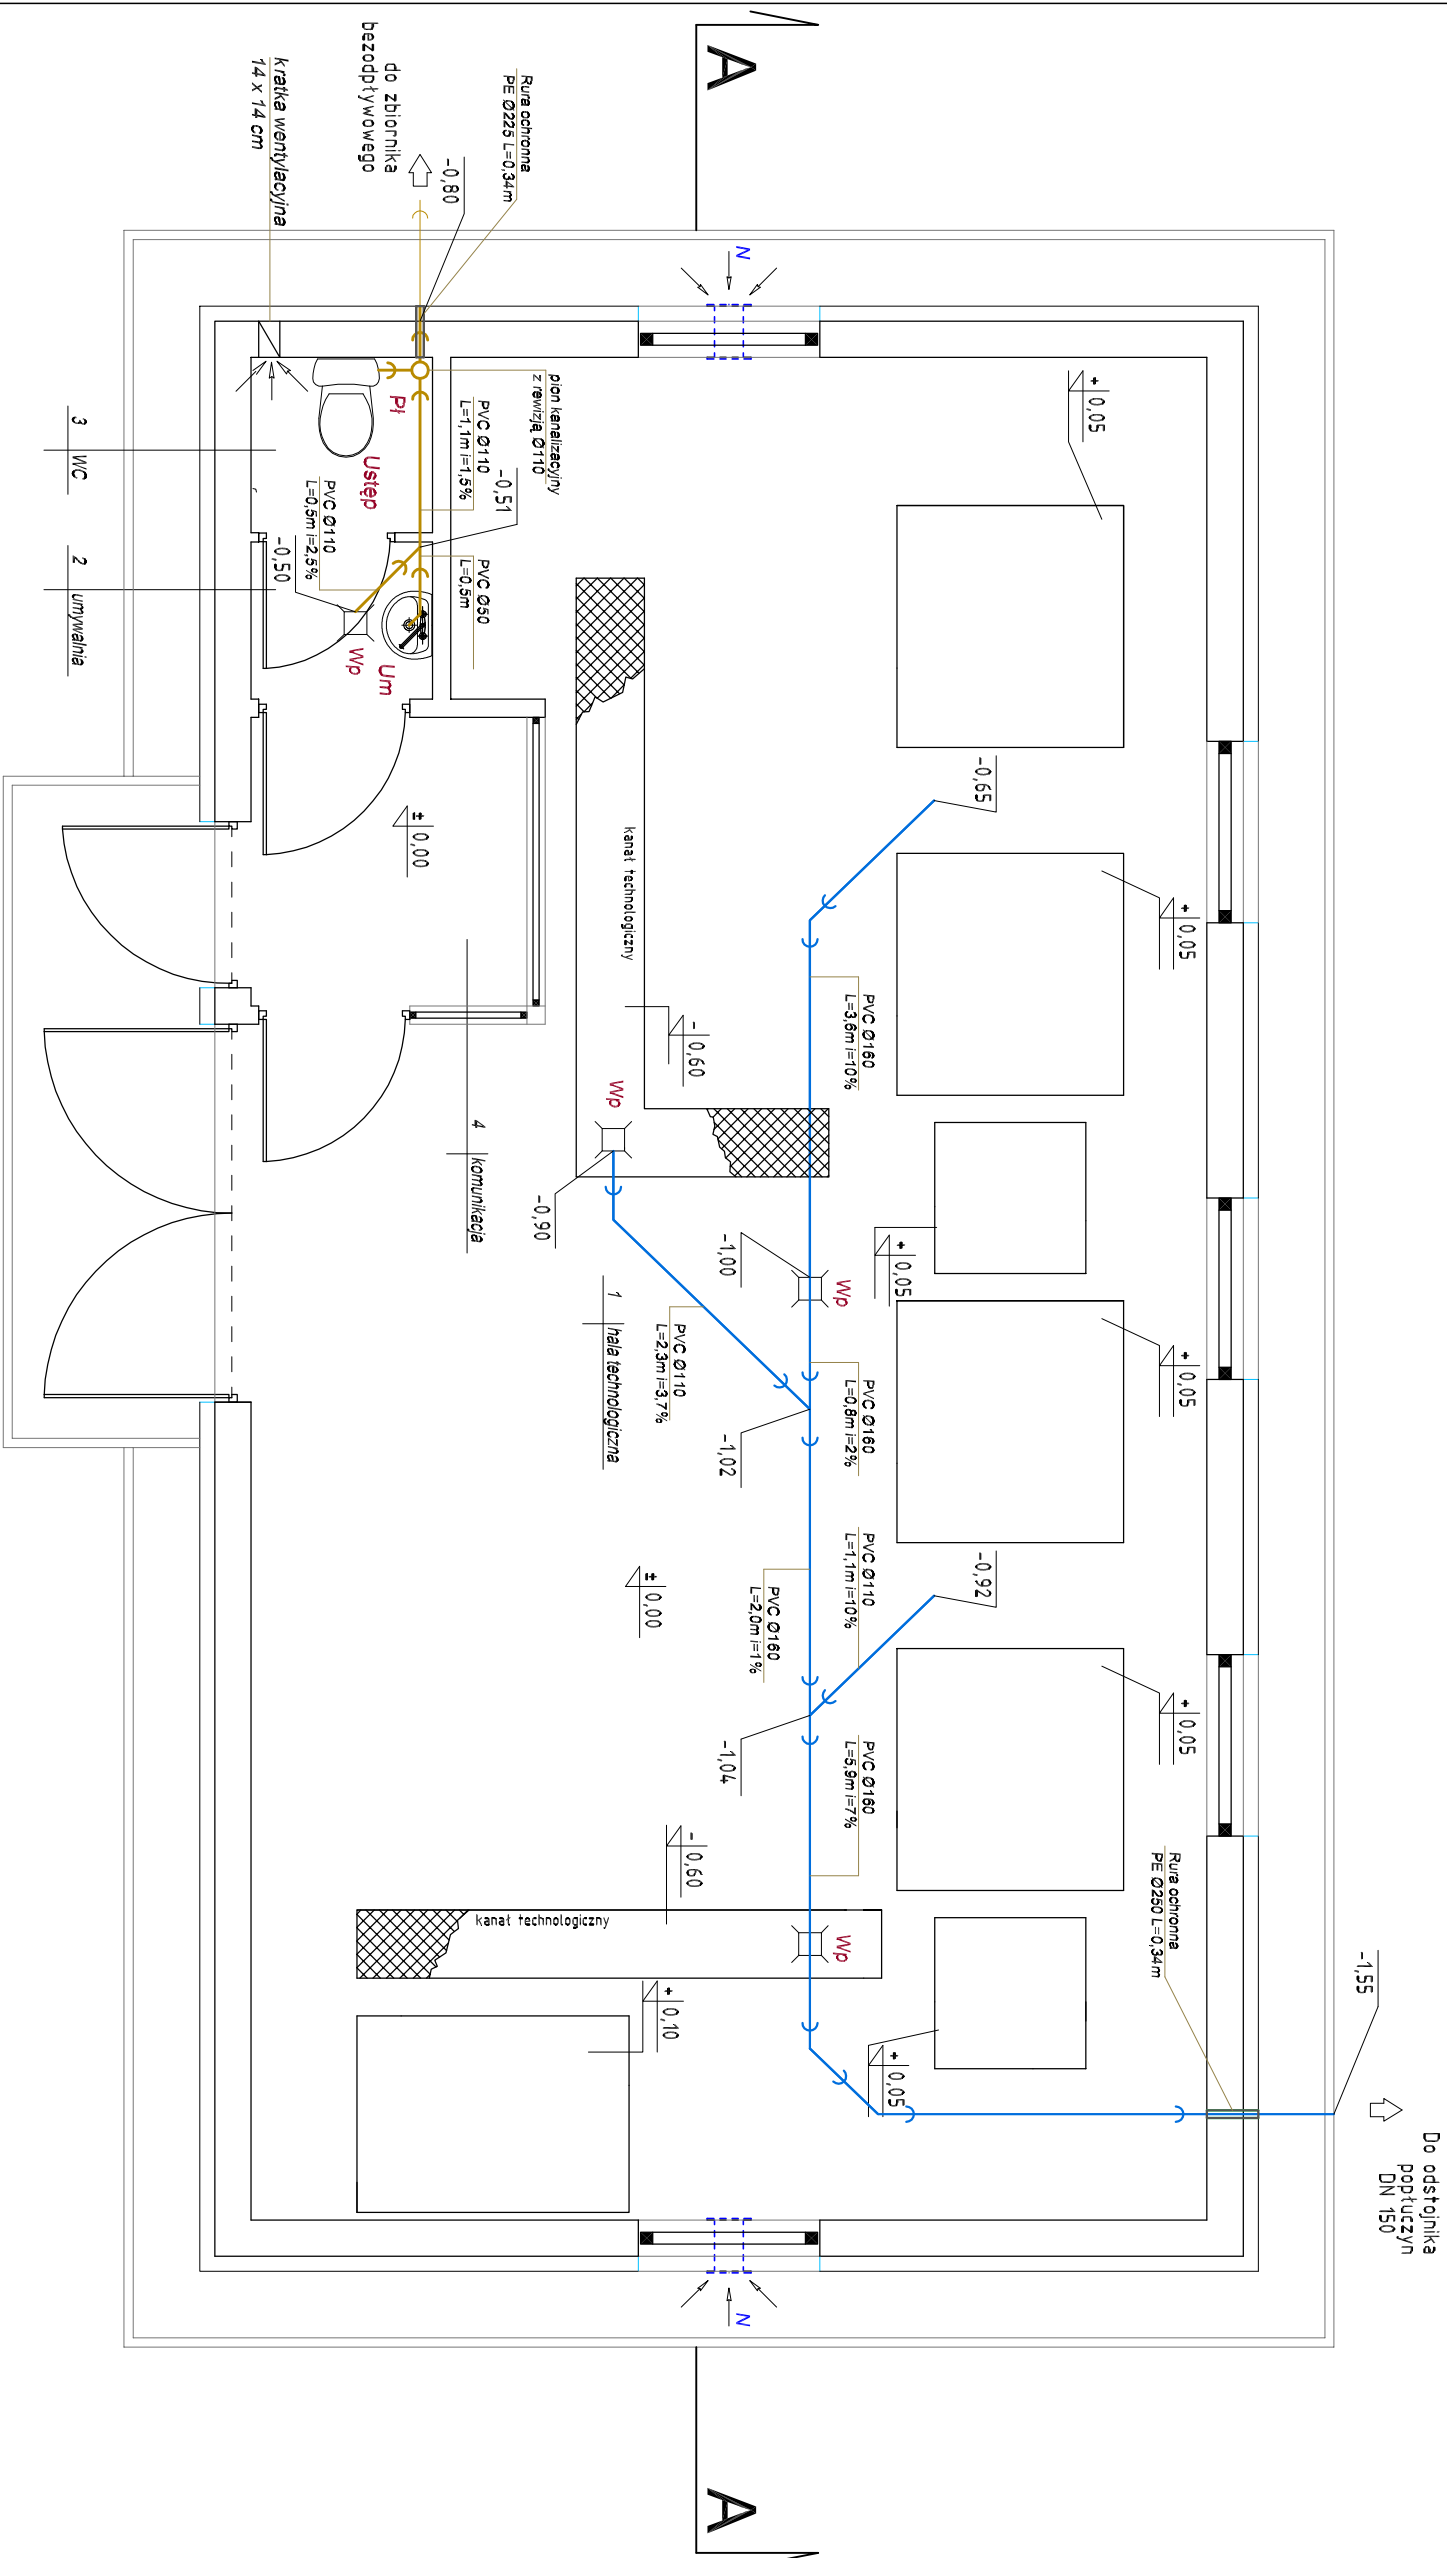 A
Rura ochronna
PE Ø225 L=0,34m
-0,80
do zbiornika
bezodpływowego
kratka wentylacyjna
14 x 14 cm
N
+ 0,05
pion kanalizacyjny
z rewizją Ø110
PVC Ø110
L=1,1m i=1,5%
-0,51
Pł
Ustęp
PVC Ø110
L=0,5m i=2,5%
-0,50
PVC Ø50
L=0,5m
Wp
Um
3 WC
2 umywalnia
-0,65
+ 0,05
± 0,00
kanał technologiczny
PVC Ø160
L=3,6m i=10%
- 0,60
Wp
4 komunikacja
-0,90
-1,00
Wp
+ 0,05
1 hala technologiczna
PVC Ø110
L=2,3m i=3,7%
PVC Ø160
L=0,8m i=2%
+ 0,05
-1,02
PVC Ø110
L=1,1m i=10%
-0,92
PVC Ø160
L=2,0m i=1%
± 0,00
-1,04
PVC Ø160
L=5,9m i=7%
+ 0,05
- 0,60
kanał technologiczny
Wp
Rura ochronna
PE Ø250 L=0,34m
-1,55
+ 0,10
+ 0,05
Do odstojnika
popłuczyn
DN 150
N
A